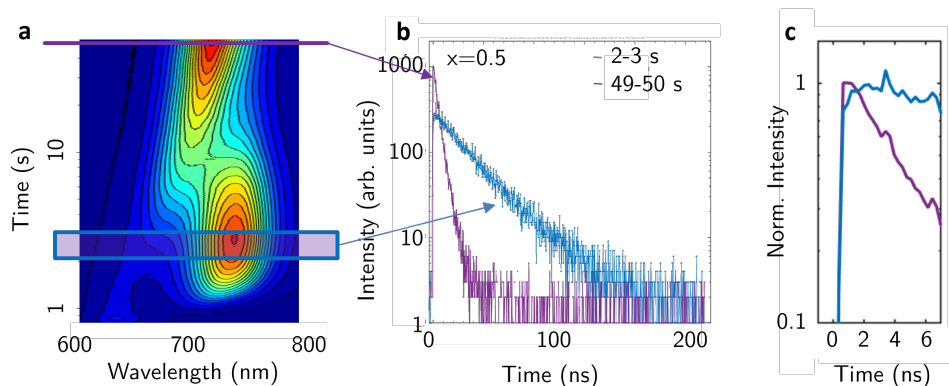 a
Time (s)
10
1
600
700
800
Wavelength (nm)
b
x=0.5
2-3 s
49-50 s
Intensity (arb. units)
1000
100
10
1
0
100
200
Time (ns)
c
Norm. Intensity
1
0.1
0
2
4
6
Time (ns)